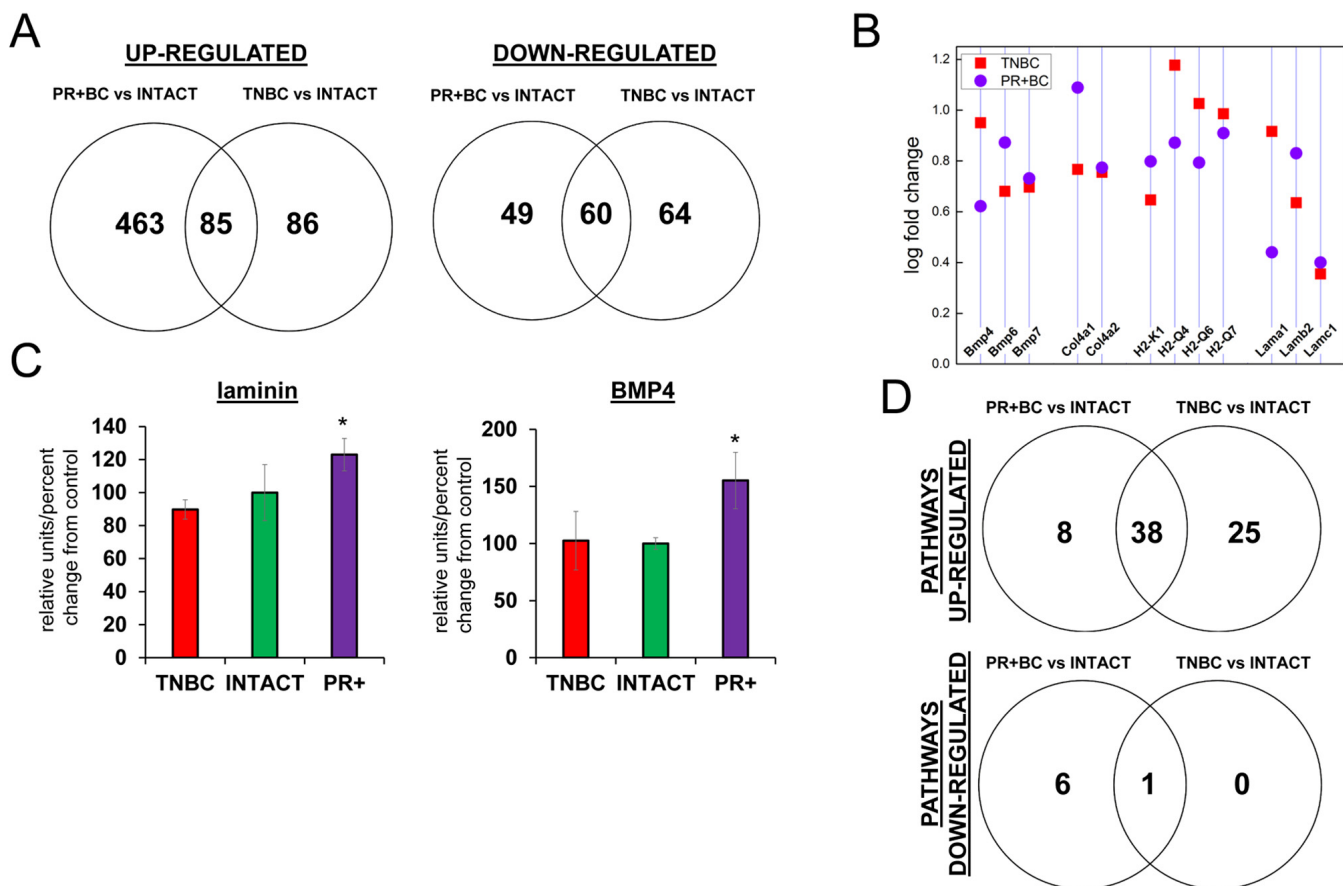 A
UP-REGULATED
DOWN-REGULATED
PR+BC vs INTACT
TNBC vs INTACT
PR+BC vs INTACT
TNBC vs INTACT
463
85
86
49
60
64
B
TNBC
PR+BC
log fold change
1.2
1.0
0.8
0.6
0.4
0.2
0.0
Bmp4
Bmp6
Bmp7
Col4a1
Col4a2
H2-K1
H2-Q4
H2-Q6
H2-Q7
Lama1
Lamb2
Lamc1
C
laminin
relative units/percent
change from control
140
120
100
80
60
40
20
0
TNBC
INTACT
PR+
*
BMP4
relative units/percent
change from control
200
150
100
50
0
TNBC
INTACT
PR+
*
D
PR+BC vs INTACT
TNBC vs INTACT
PATHWAYS
UP-REGULATED
8
38
25
PR+BC vs INTACT
TNBC vs INTACT
PATHWAYS
DOWN-REGULATED
6
1
0